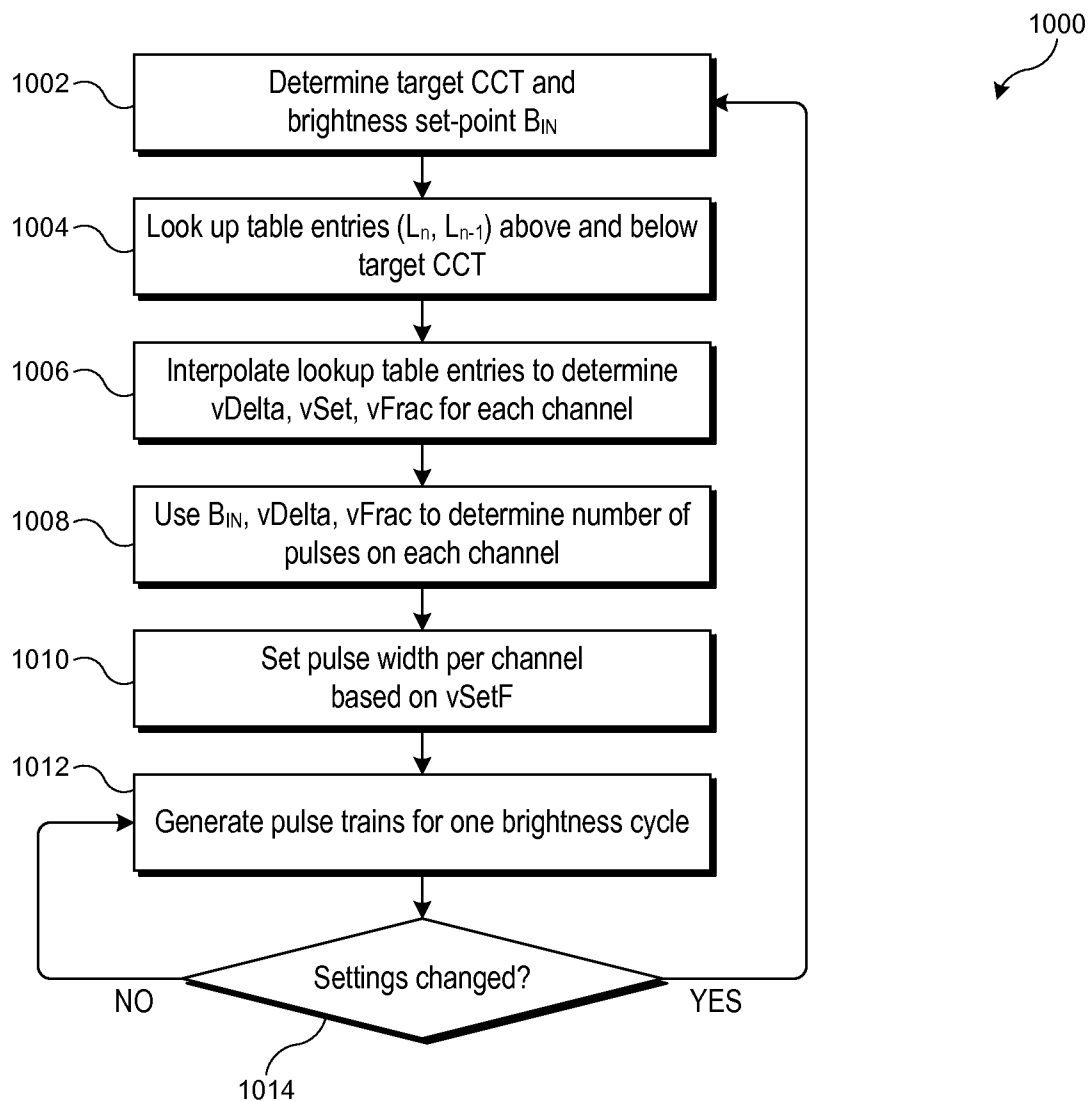 1000
1002
Determine target CCT and
brightness set-point B_IN
1004
Look up table entries (L_n, L_n-1) above and below
target CCT
1006
Interpolate lookup table entries to determine
vDelta, vSet, vFrac for each channel
1008
Use B_IN, vDelta, vFrac to determine number of
pulses on each channel
1010
Set pulse width per channel
based on vSetF
1012
Generate pulse trains for one brightness cycle
Settings changed?
NO
YES
1014